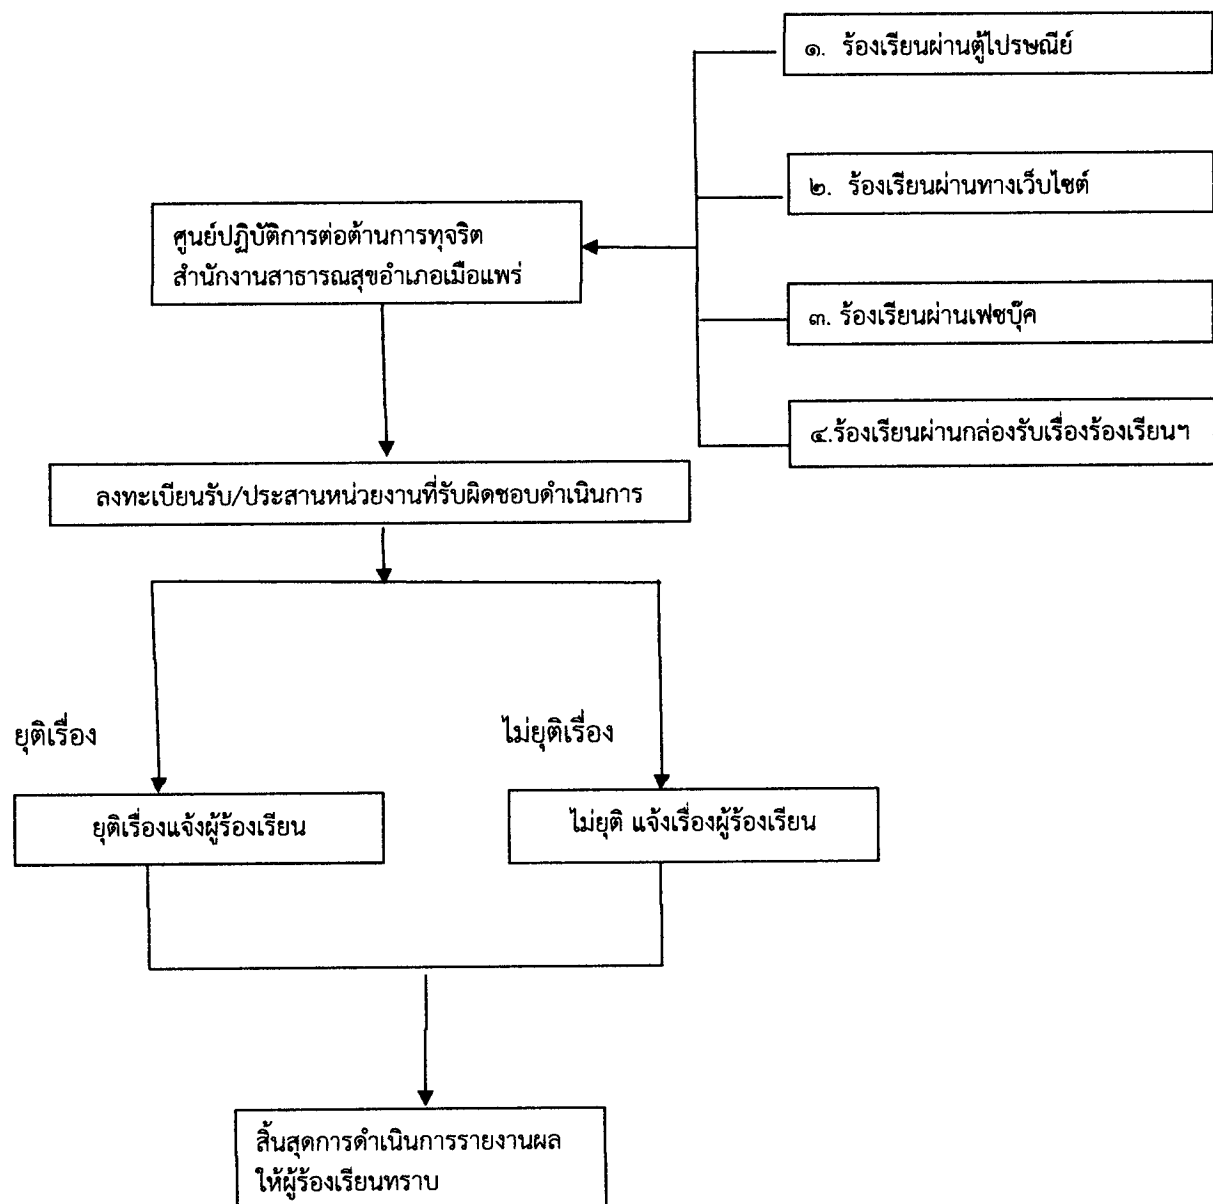 ๑. ร้องเรียนผ่านตู้ไปรษณีย์
๒. ร้องเรียนผ่านทางเว็บไซต์
ศูนย์ปฏิบัติการต่อต้านการทุจริต
สำนักงานสาธารณสุขอำเภอเมือแพร่
๓. ร้องเรียนผ่านเฟซบุ๊ค
๔.ร้องเรียนผ่านกล่องรับเรื่องร้องเรียนฯ
ลงทะเบียนรับ/ประสานหน่วยงานที่รับผิดชอบดำเนินการ
ยุติเรื่อง
ไม่ยุติเรื่อง
ยุติเรื่องแจ้งผู้ร้องเรียน
ไม่ยุติ แจ้งเรื่องผู้ร้องเรียน
สิ้นสุดการดำเนินการรายงานผล
ให้ผู้ร้องเรียนทราบ